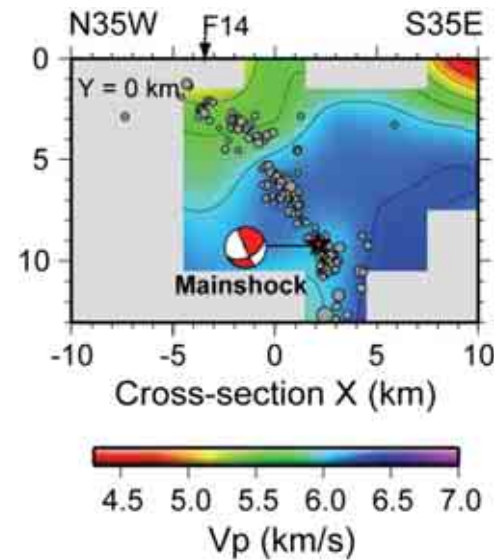 N35W F14 S35E
Y = 0 km
0
5
10
Mainshock
-10 -5 0 5 10
Cross-section X (km)
4.5 5.0 5.5 6.0 6.5 7.0
Vp (km/s)